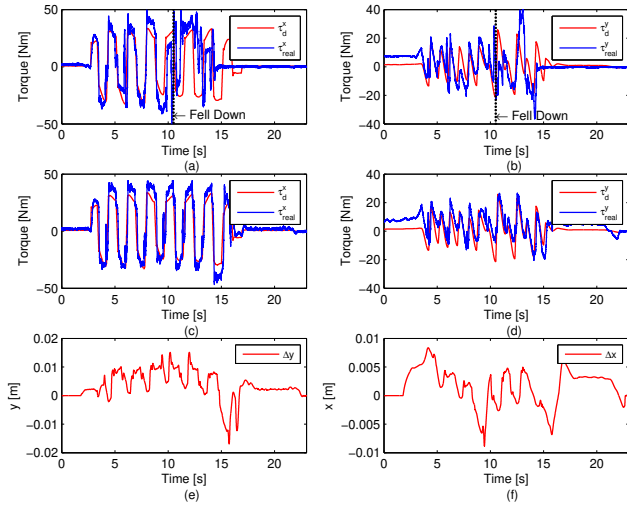 50
0
−50
Torque [Nm]
0 5 10 15 20
Time [s]
(a)
τ_d^x
τ_real^x
← Fell Down
40
20
0
−20
−40
Torque [Nm]
0 5 10 15 20
Time [s]
(b)
τ_d^y
τ_real^y
← Fell Down
50
0
−50
Torque [Nm]
0 5 10 15 20
Time [s]
(c)
τ_d^x
τ_real^x
40
20
0
−20
−40
Torque [Nm]
0 5 10 15 20
Time [s]
(d)
τ_d^y
τ_real^y
0.02
0.01
0
−0.01
−0.02
y [m]
0 5 10 15 20
Time [s]
(e)
Δy
0.01
0.005
0
−0.005
−0.01
x [m]
0 5 10 15 20
Time [s]
(f)
Δx